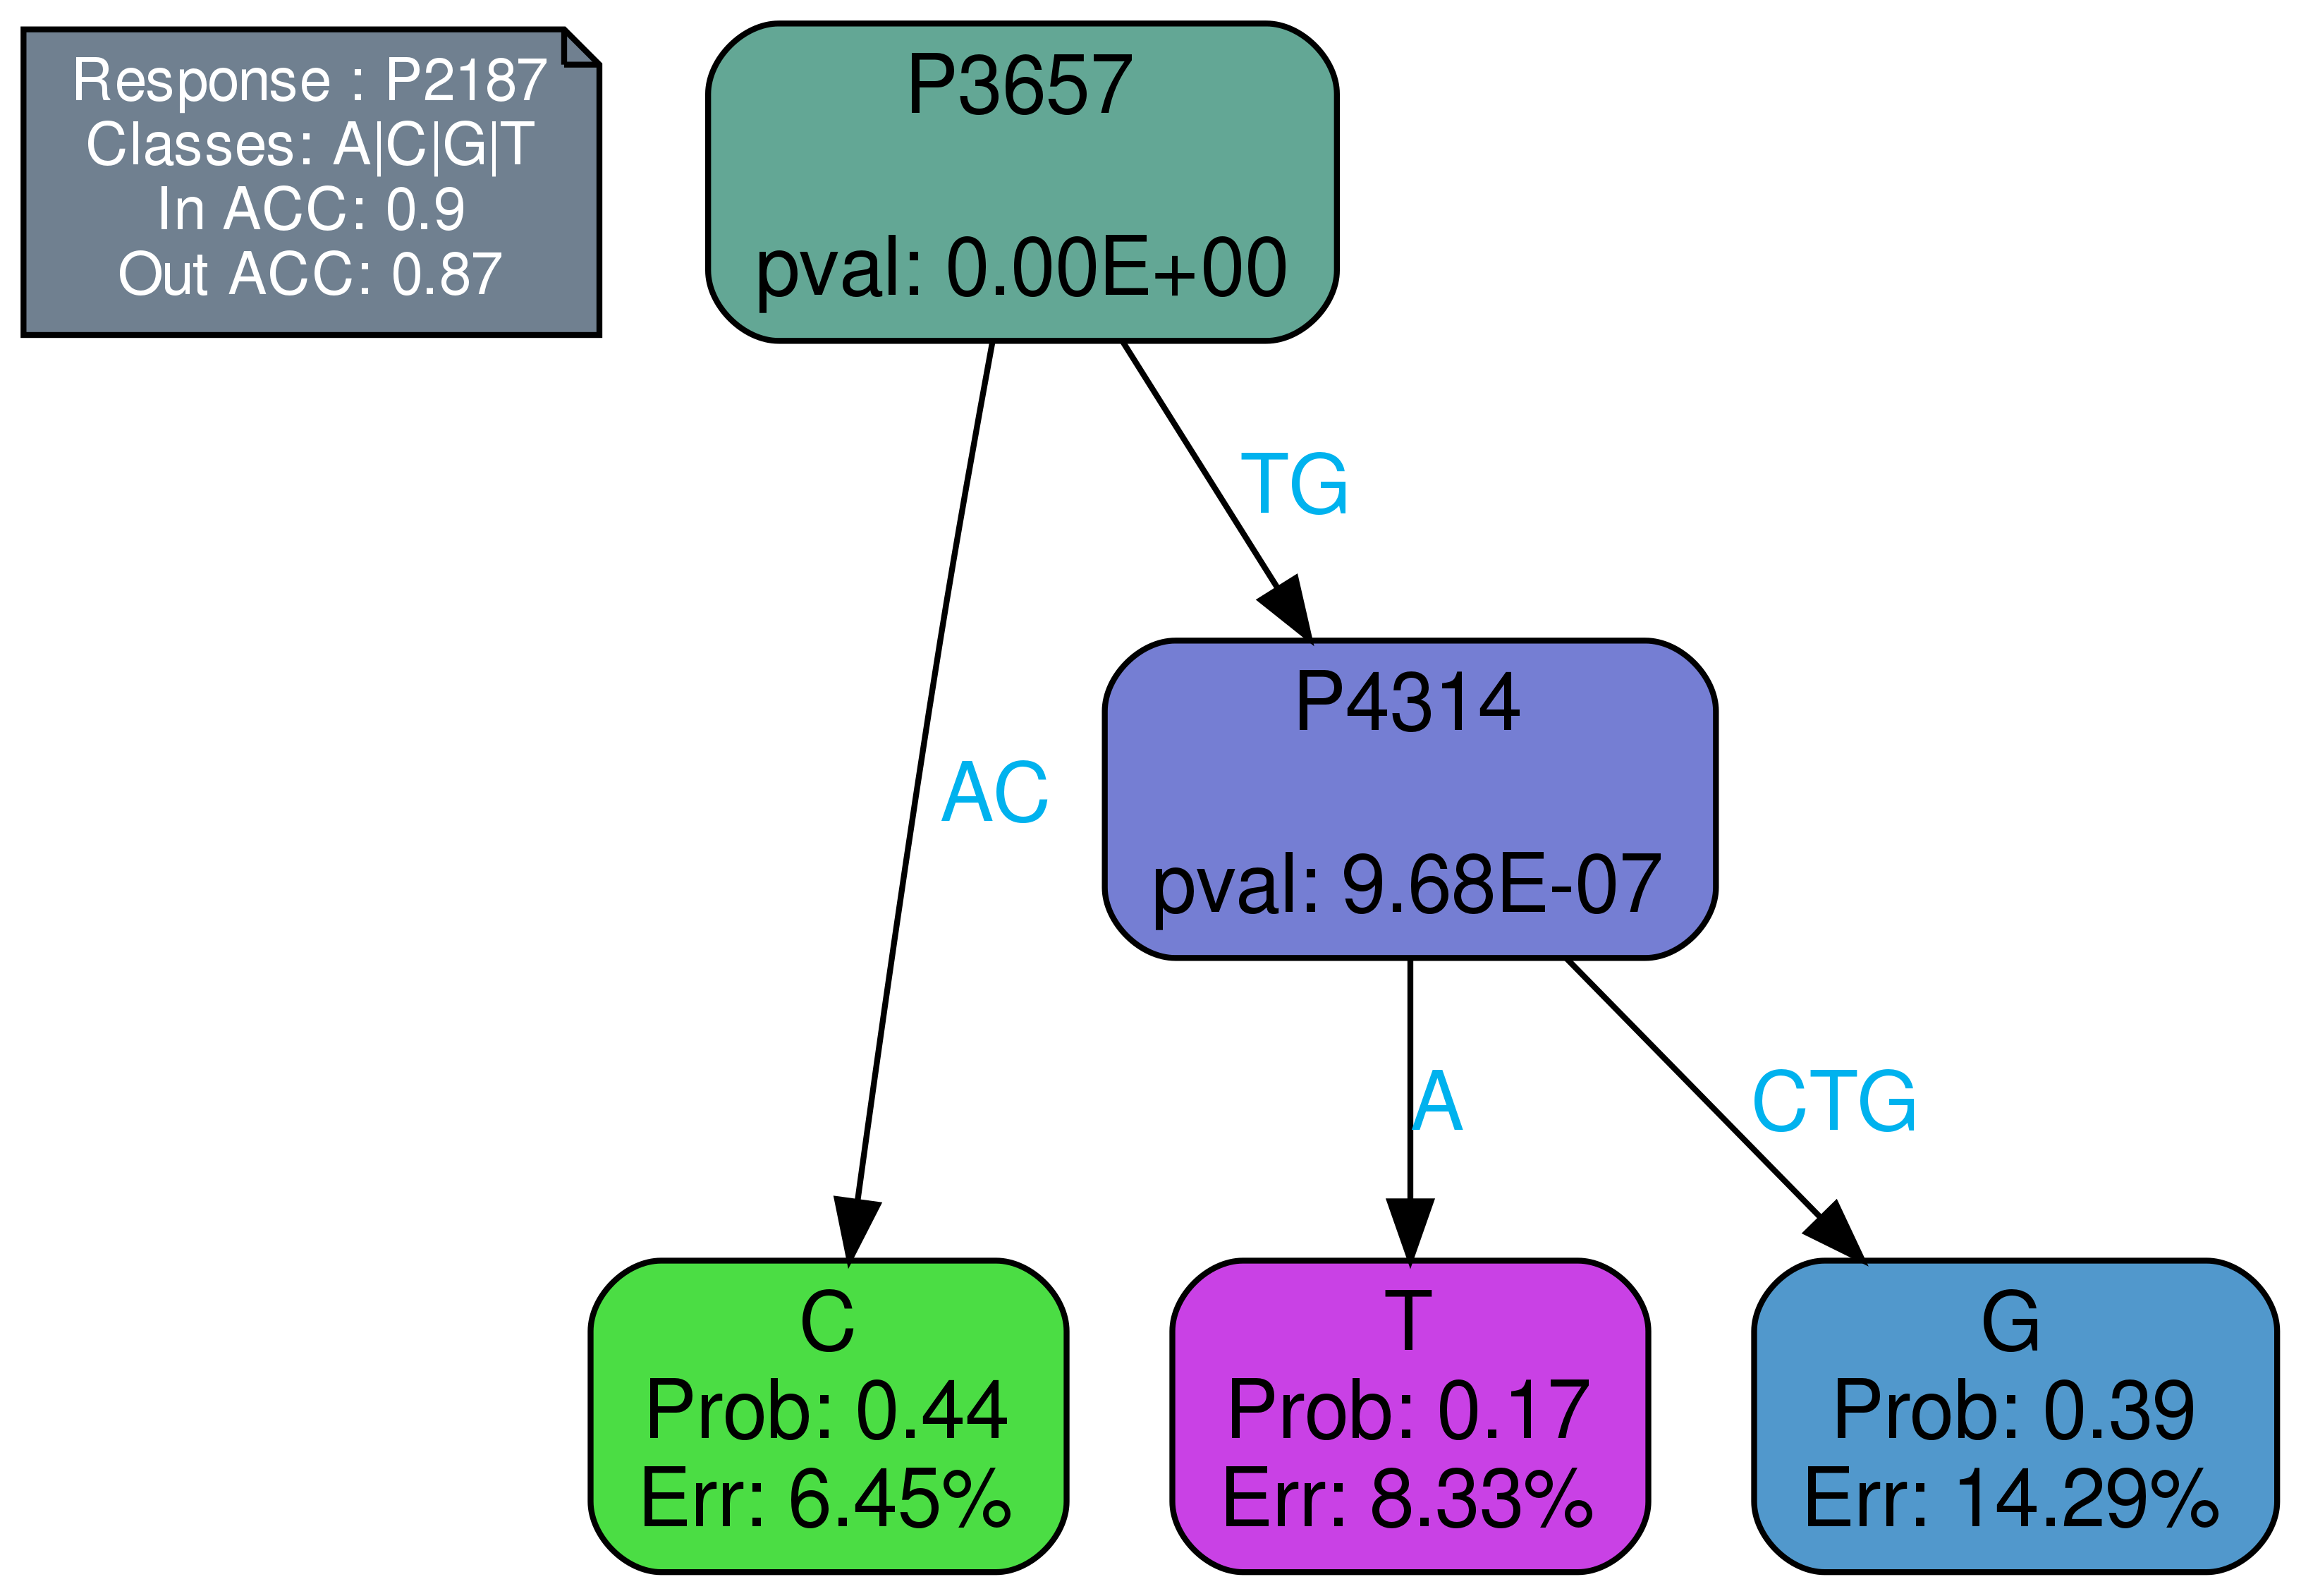 Response : P2187
Classes: A|C|G|T
In ACC: 0.9
Out ACC: 0.87
P3657
pval: 0.00E+00
TG
AC
P4314
pval: 9.68E-07
A
CTG
C
Prob: 0.44
Err: 6.45%
T
Prob: 0.17
Err: 8.33%
G
Prob: 0.39
Err: 14.29%